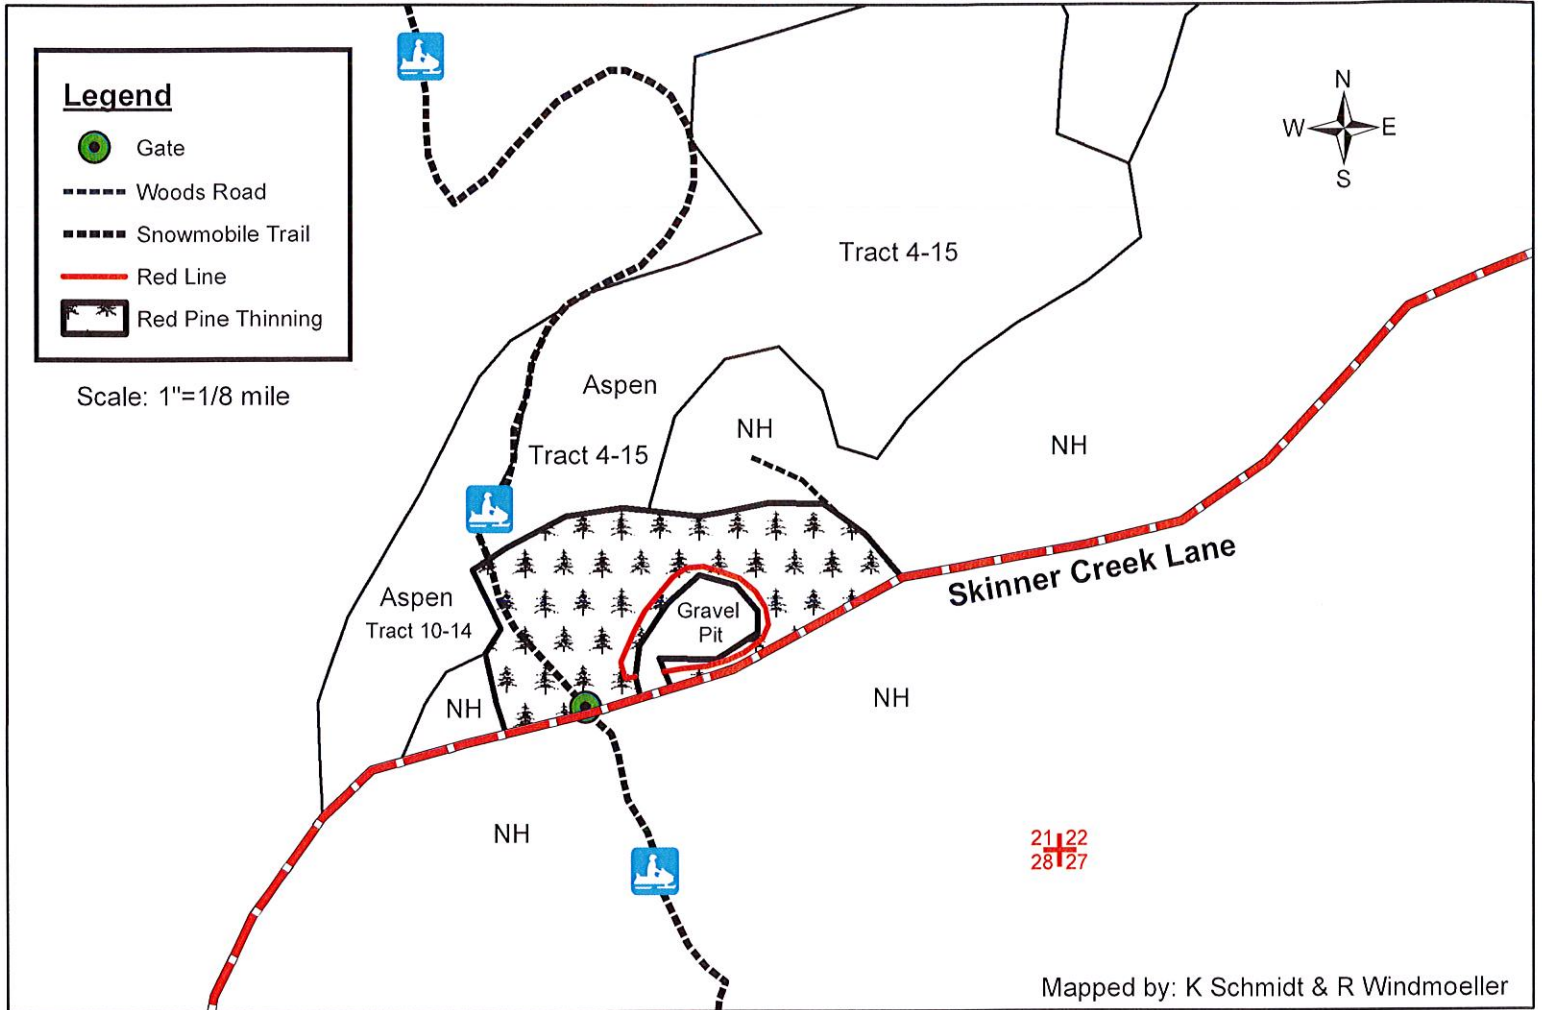 Legend
Gate
Woods Road
Snowmobile Trail
Red Line
Red Pine Thinning
Scale: 1"=1/8 mile
N
W E
S
Tract 4-15
Aspen
NH
NH
Tract 4-15
Skinner Creek Lane
Aspen
Tract 10-14
Gravel
Pit
NH
NH
NH
21 22
28 27
Mapped by: K Schmidt & R Windmoeller